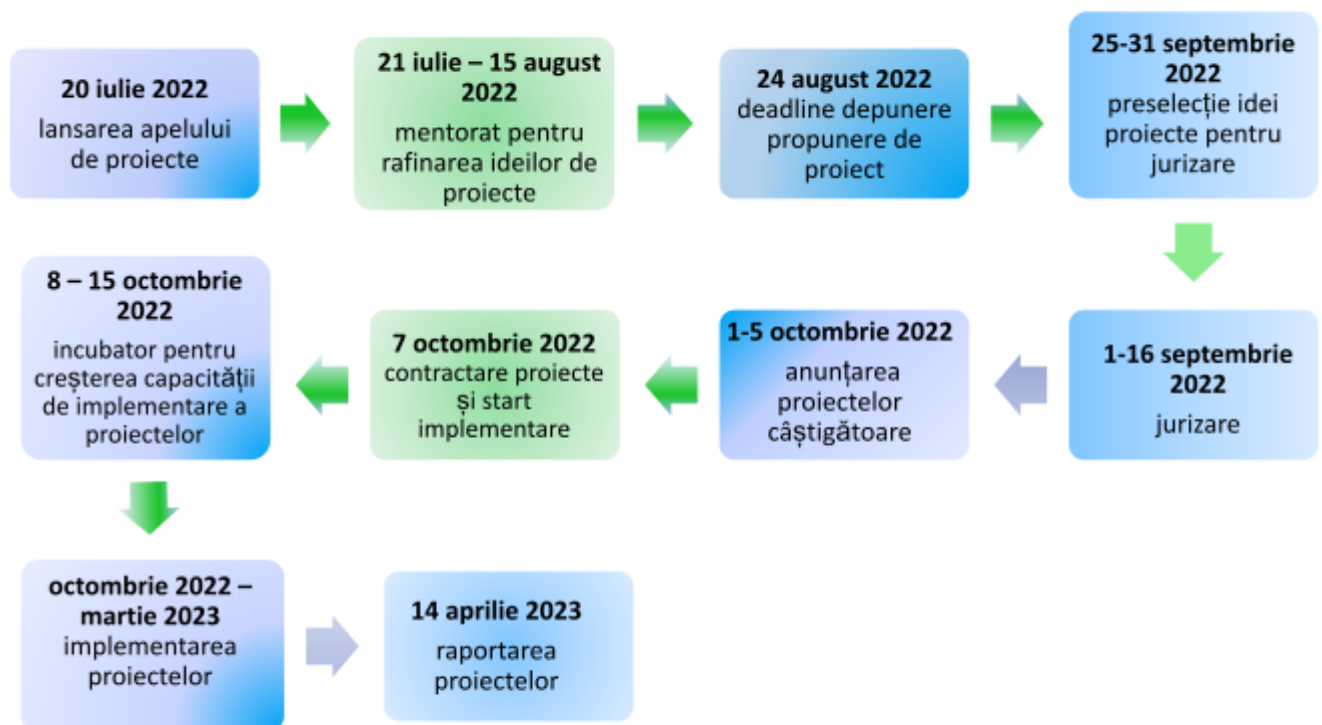 20 iulie 2022
lansarea apelului
de proiecte
21 iulie – 15 august
2022
mentorat pentru
rafinarea ideilor de
proiecte
24 august 2022
deadline depunere
propunere de
proiect
25-31 septembrie
2022
preselecție idei
proiecte pentru
jurizare
1-16 septembrie
2022
jurizare
1-5 octombrie 2022
anunțarea
proiectelor
câștigătoare
7 octombrie 2022
contractare proiecte
și start
implementare
8 – 15 octombrie
2022
incubator pentru
creșterea capacității
de implementare a
proiectelor
octombrie 2022 –
martie 2023
implementarea
proiectelor
14 aprilie 2023
raportarea
proiectelor